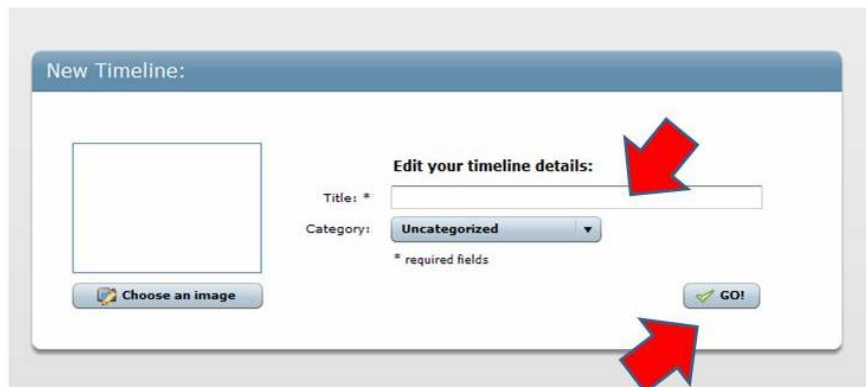 New Timeline:
Edit your timeline details:
Title: *
Category: Uncategorized
* required fields
Choose an image
GO!